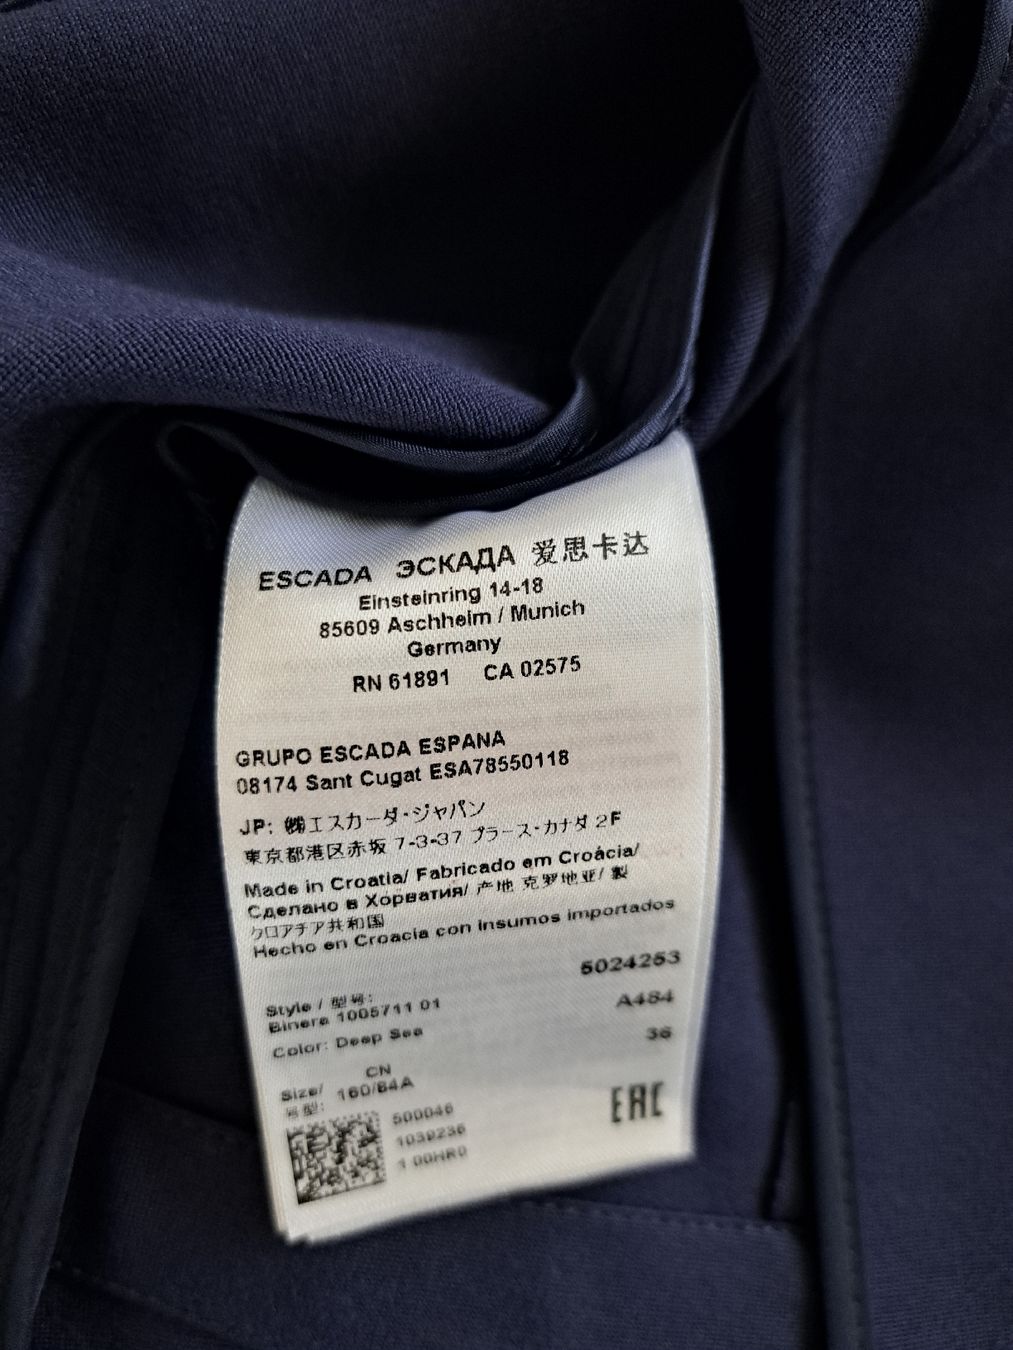 ESCADA ЭСКАДА 爱思卡达
Einsteinring 14-18
85609 Aschheim / Munich
Germany
RN 61891 CA 02575
GRUPO ESCADA ESPANA
08174 Sant Cugat ESA78550118
JP: ㈱エスカーダ・ジャパン
東京都港区赤坂 7-3-37 プラース・カナダ 2F
Made in Croatia/ Fabricado em Croácia/
Сделано в Хорватия/ 产地 克罗地亚/ 製
クロアチア共和国
Hecho en Croacia con insumos importados
5024253
Style / 型号:
Binera 1005711 01 A484
Color: Deep Sea 36
CN
Size/ 160/84A
号型:
EAC
500046
1039236
1 00HR0